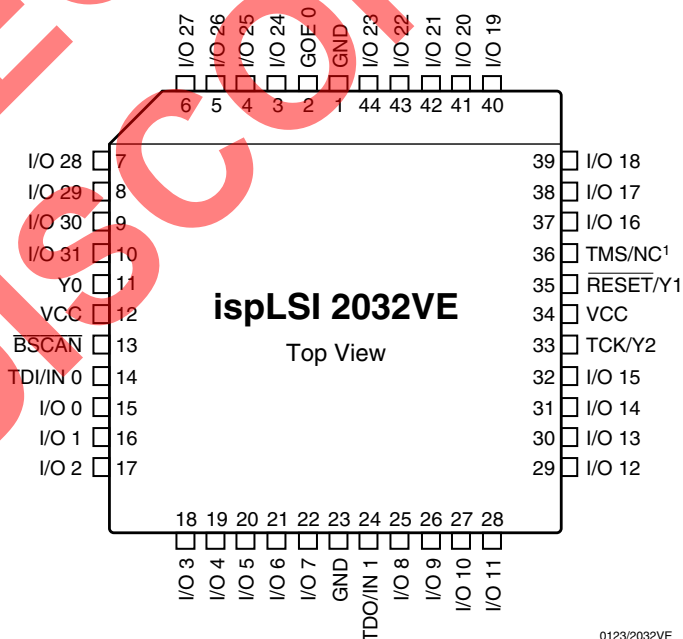 I/O 27 I/O 26 I/O 25 I/O 24 GOE 0 GND I/O 23 I/O 22 I/O 21 I/O 20 I/O 19
6 5 4 3 2 1 44 43 42 41 40
I/O 28 7 39 I/O 18
I/O 29 8 38 I/O 17
I/O 30 9 37 I/O 16
I/O 31 10 36 TMS/NC1
Y0 11 35 RESET/Y1
VCC 12 34 VCC
BSCAN 13 33 TCK/Y2
TDI/IN 0 14 32 I/O 15
I/O 0 15 31 I/O 14
I/O 1 16 30 I/O 13
I/O 2 17 29 I/O 12
ispLSI 2032VE
Top View
18 19 20 21 22 23 24 25 26 27 28
I/O 3 I/O 4 I/O 5 I/O 6 I/O 7 GND TDO/IN 1 I/O 8 I/O 9 I/O 10 I/O 11
0123/2032VE
DISCO